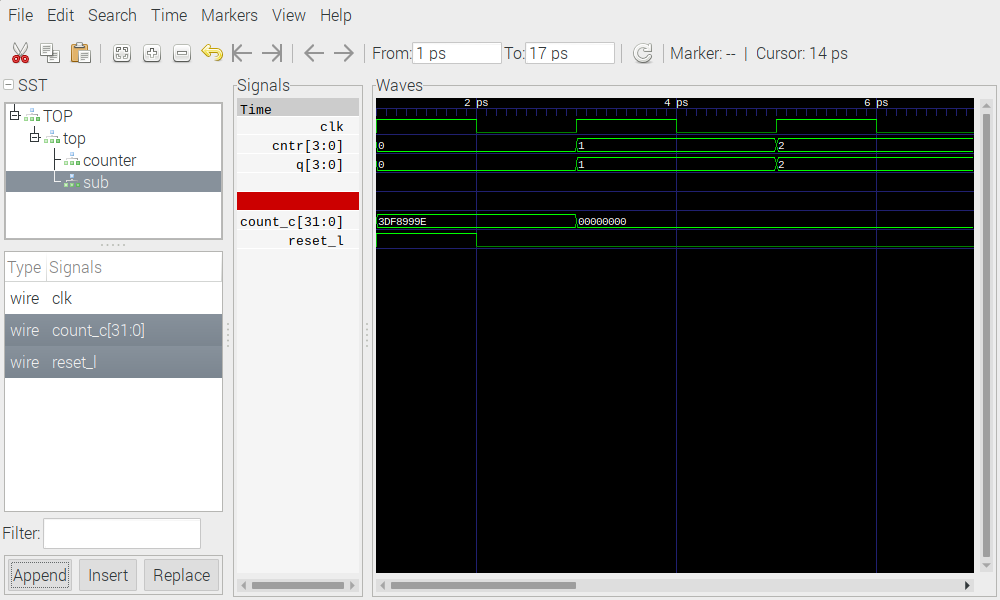 File Edit Search Time Markers View Help
From: 1 ps To: 17 ps Marker: -- | Cursor: 14 ps
SST
TOP
top
counter
sub
Type Signals
wire clk
wire count_c[31:0]
wire reset_l
Filter:
Append Insert Replace
Signals
Time
clk
cntr[3:0]
q[3:0]
count_c[31:0]
reset_l
Waves
2 ps 4 ps 6 ps
0 1 2
0 1 2
3DF8999E 00000000